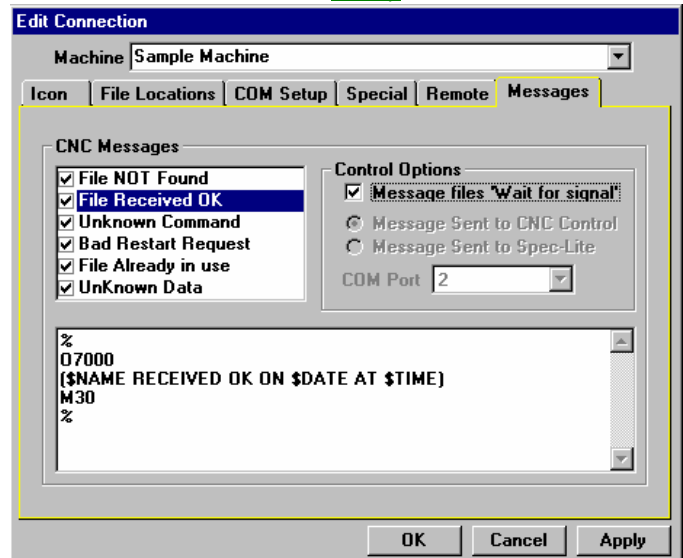 Edit Connection
Machine Sample Machine
Icon File Locations COM Setup Special Remote Messages
CNC Messages
File NOT Found
File Received OK
Unknown Command
Bad Restart Request
File Already in use
UnKnown Data
Control Options
Message files 'Wait for signal'
Message Sent to CNC Control
Message Sent to Spec-Lite
COM Port 2
%
O7000
($NAME RECEIVED OK ON $DATE AT $TIME)
M30
%
OK Cancel Apply